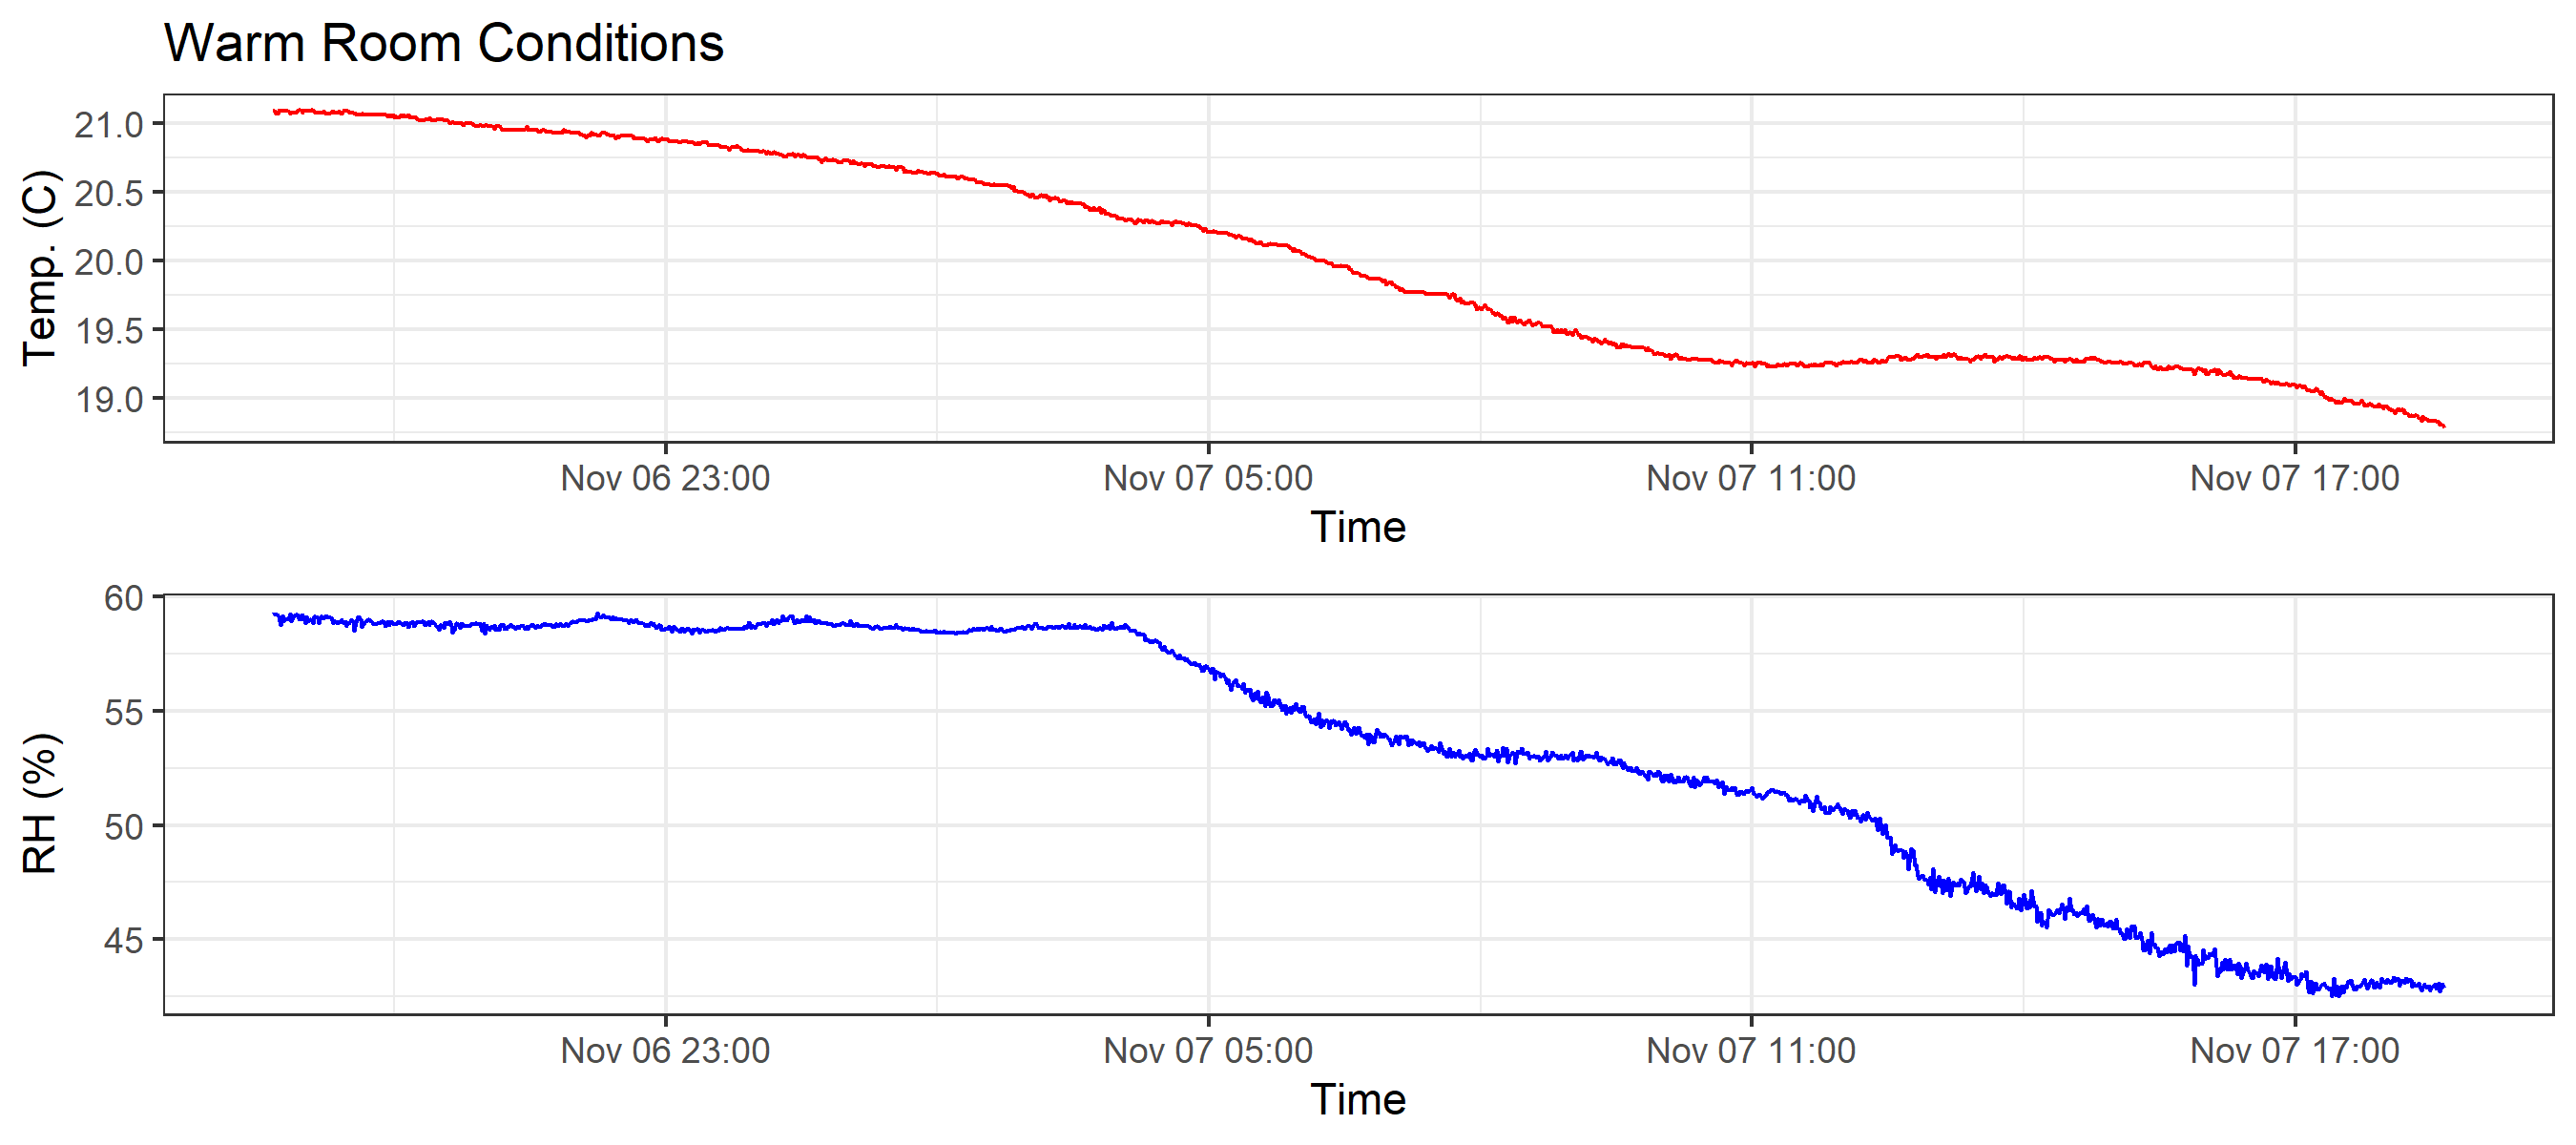 Warm Room Conditions
Temp. (C)
21.0
20.5
20.0
19.5
19.0
Nov 06 23:00 Nov 07 05:00 Nov 07 11:00 Nov 07 17:00
Time
RH (%)
60
55
50
45
Nov 06 23:00 Nov 07 05:00 Nov 07 11:00 Nov 07 17:00
Time